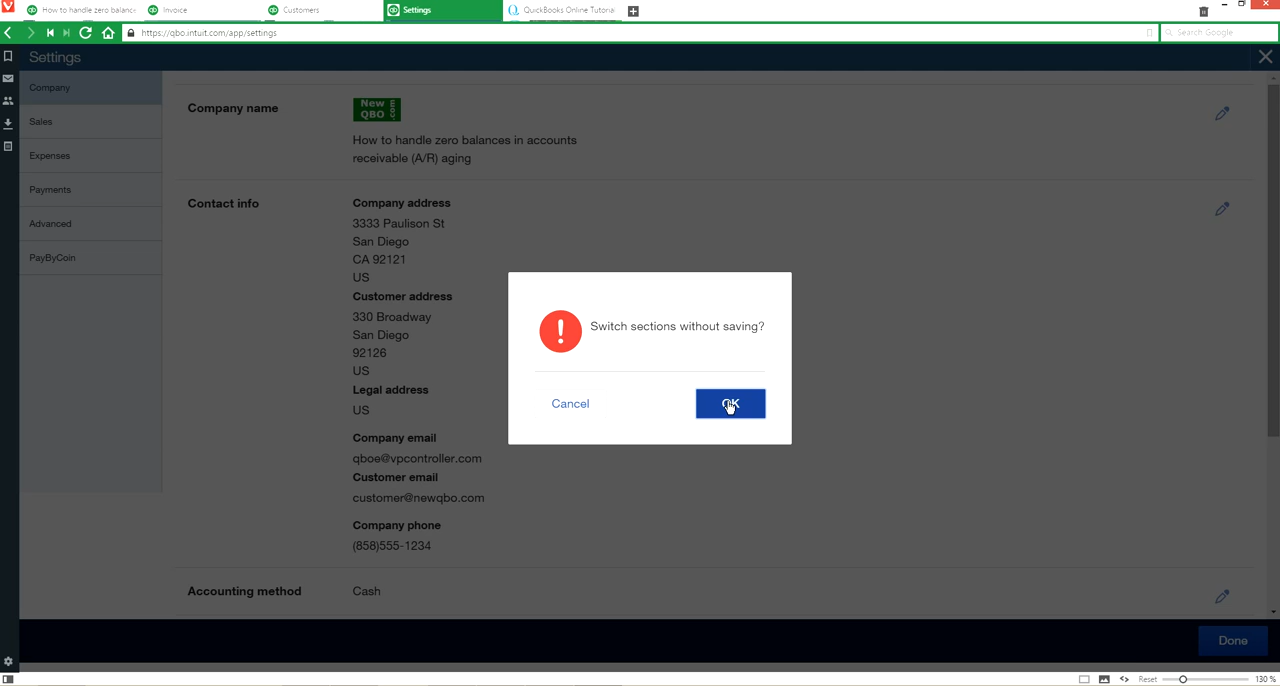 How to handle zero balanc
Invoice
Customers
Settings
QuickBooks Online Tutoria
https://qbo.intuit.com/app/settings
Search Google
Settings
Company
Sales
Expenses
Payments
Advanced
PayByCoin
Company name
New
QBO .com
How to handle zero balances in accounts
receivable (A/R) aging
Contact info
Company address
3333 Paulison St
San Diego
CA 92121
US
Customer address
330 Broadway
San Diego
92126
US
Legal address
US
Company email
qboe@vpcontroller.com
Customer email
customer@newqbo.com
Company phone
(858)555-1234
Accounting method
Cash
Switch sections without saving?
Cancel
OK
Done
Reset
130 %